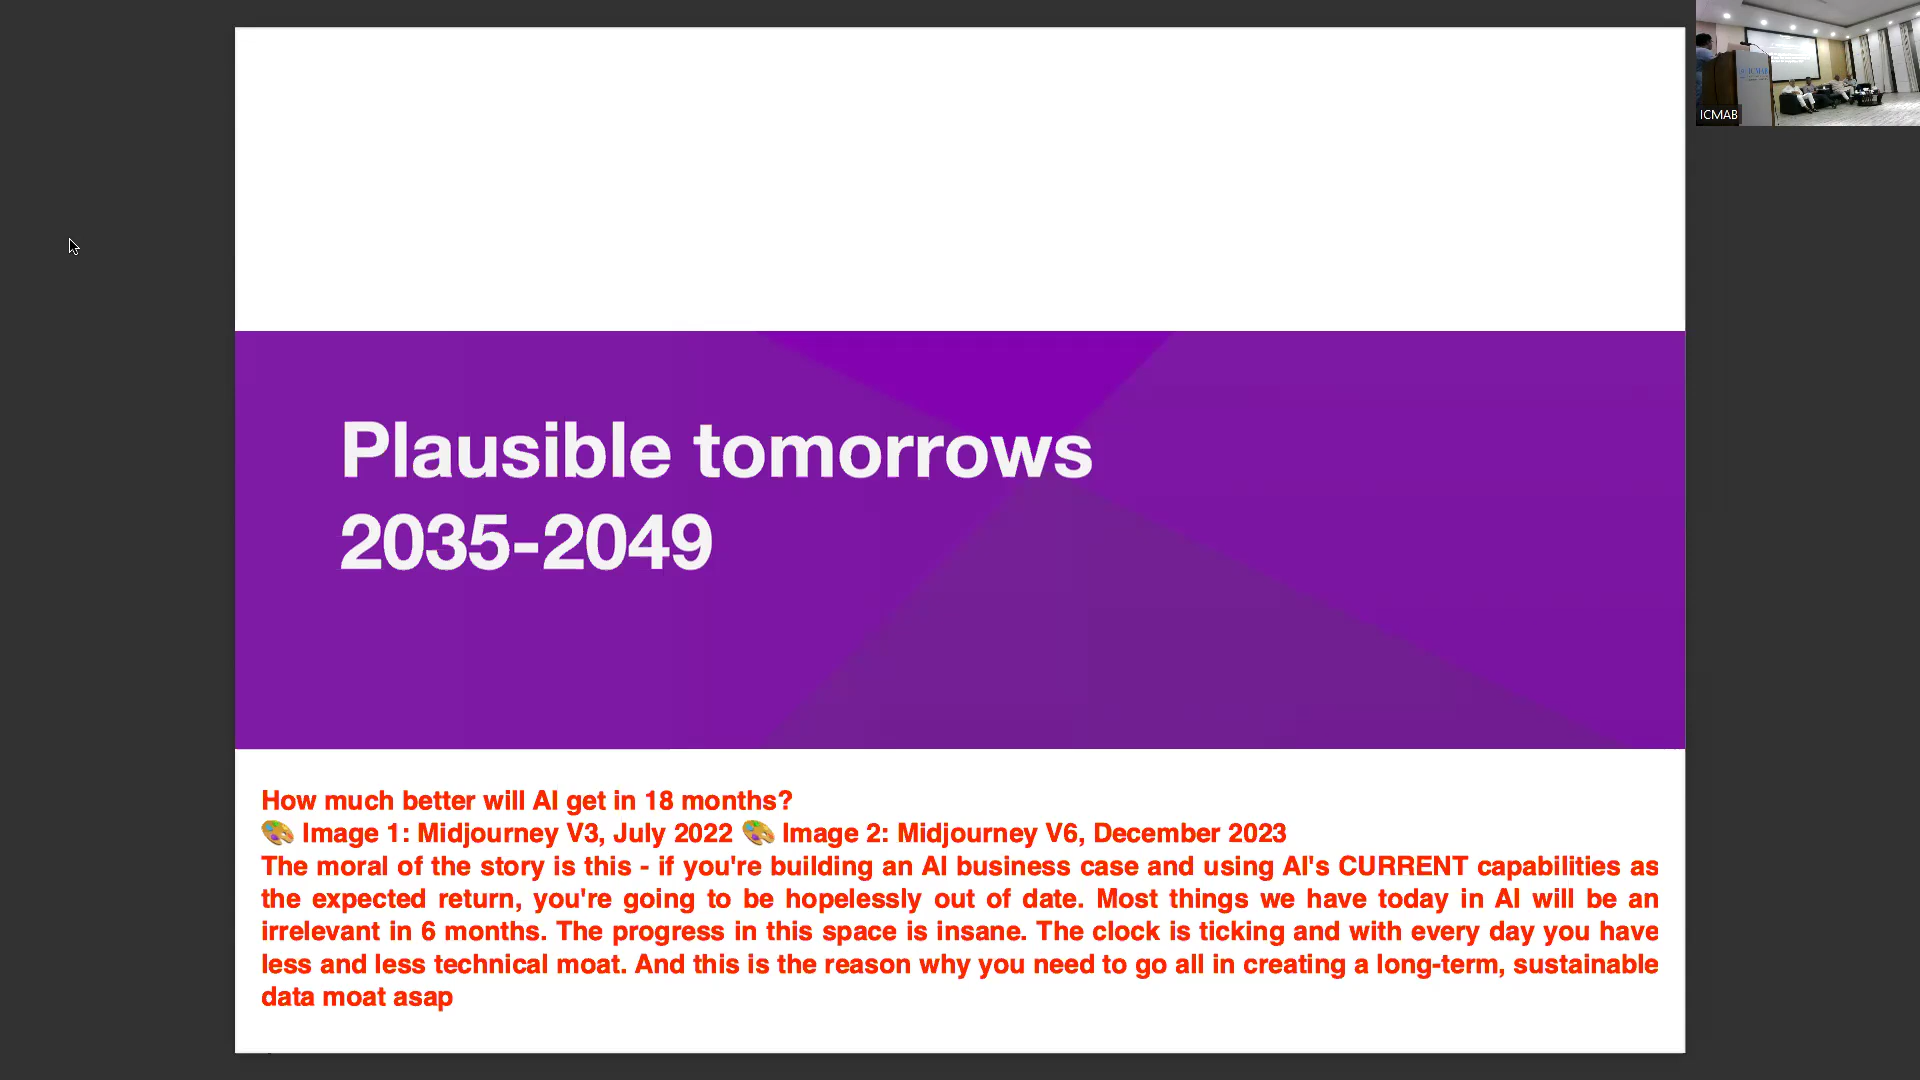 Plausible tomorrows
2035-2049
How much better will AI get in 18 months?
🎨 Image 1: Midjourney V3, July 2022 🎨 Image 2: Midjourney V6, December 2023
The moral of the story is this - if you're building an AI business case and using AI's CURRENT capabilities as
the expected return, you're going to be hopelessly out of date. Most things we have today in AI will be an
irrelevant in 6 months. The progress in this space is insane. The clock is ticking and with every day you have
less and less technical moat. And this is the reason why you need to go all in creating a long-term, sustainable
data moat asap
ICMAB